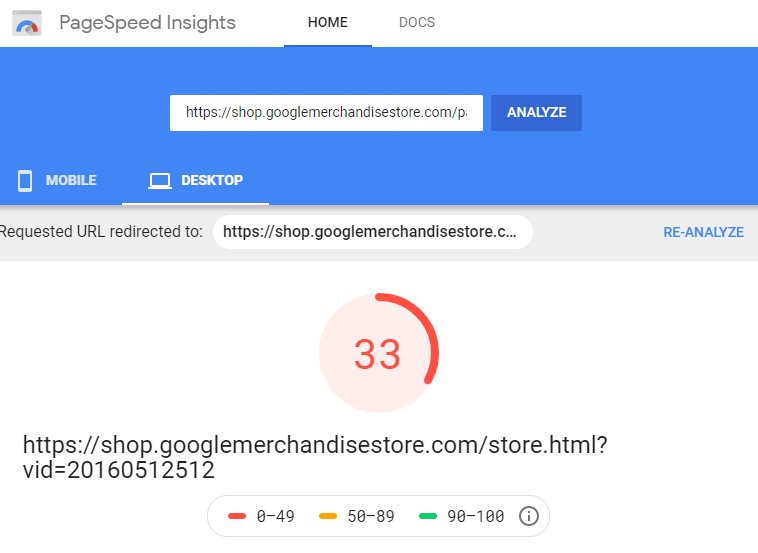 PageSpeed Insights HOME DOCS
https://shop.googlemerchandisestore.com/pa ANALYZE
MOBILE DESKTOP
Requested URL redirected to: https://shop.googlemerchandisestore.c... RE-ANALYZE
33
https://shop.googlemerchandisestore.com/store.html?
vid=20160512512
0–49 50–89 90–100